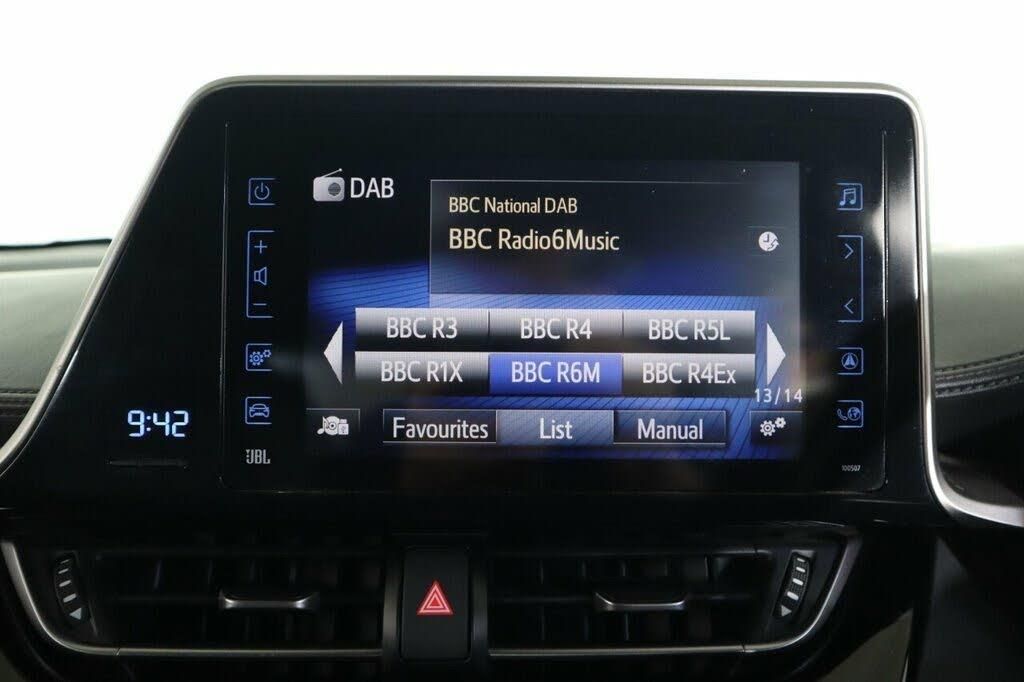 DAB
BBC National DAB
BBC Radio6Music
BBC R3 BBC R4 BBC R5L
BBC R1X BBC R6M BBC R4Ex
13/14
Favourites List Manual
9:42
JBL
100507